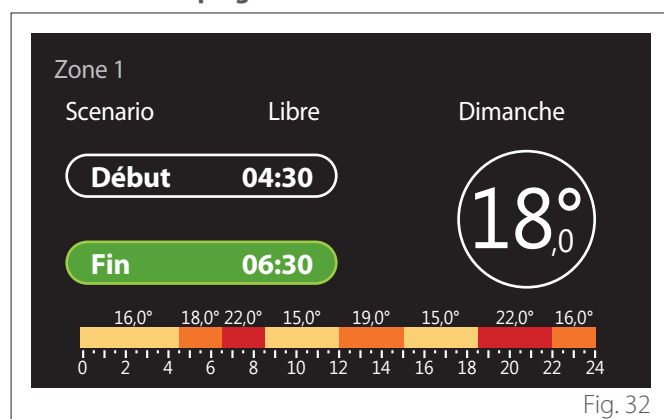 Zone 1
Scenario Libre Dimanche
Début 04:30
18°,0
Fin 06:30
16,0° 18,0° 22,0° 15,0° 19,0° 15,0° 22,0° 16,0°
0 2 4 6 8 10 12 14 16 18 20 22 24
Fig. 32